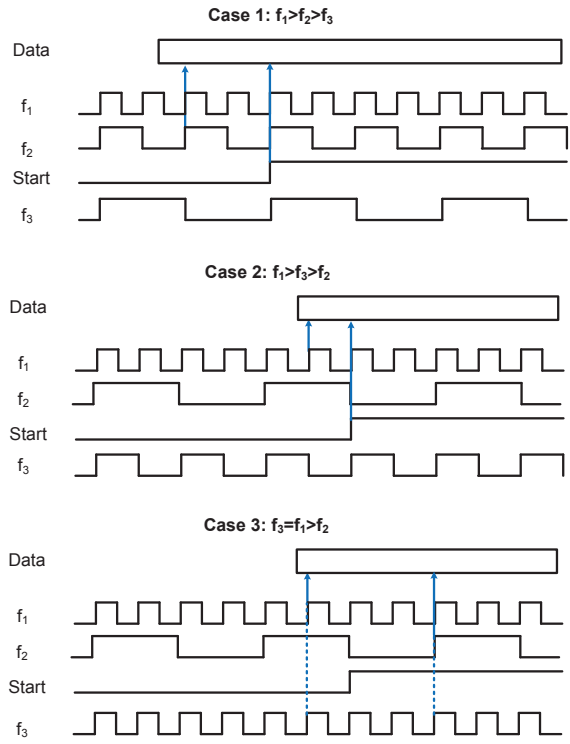 Case 1: f₁>f₂>f₃
Data
f₁
f₂
Start
f₃
Case 2: f₁>f₃>f₂
Data
f₁
f₂
Start
f₃
Case 3: f₃=f₁>f₂
Data
f₁
f₂
Start
f₃